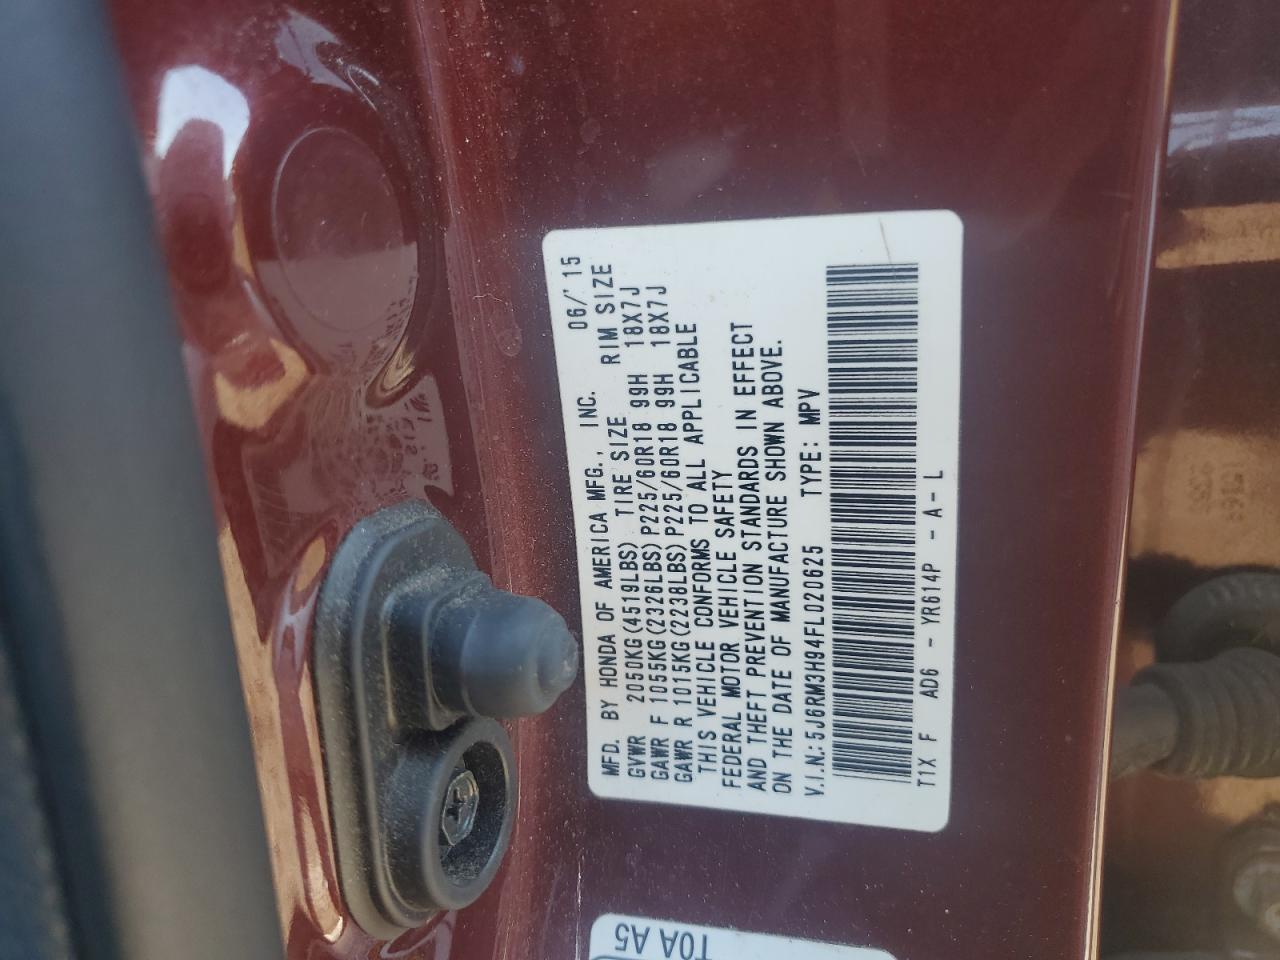 06/'15
MFD. BY HONDA OF AMERICA MFG., INC.
GVWR 2050KG(4519LBS) TIRE SIZE RIM SIZE
GAWR F 1055KG(2326LBS) P225/60R18 99H 18X7J
GAWR R 1015KG(2238LBS) P225/60R18 99H 18X7J
THIS VEHICLE CONFORMS TO ALL APPLICABLE
FEDERAL MOTOR VEHICLE SAFETY
AND THEFT PREVENTION STANDARDS IN EFFECT
ON THE DATE OF MANUFACTURE SHOWN ABOVE.
V.I.N.: 5J6RM3H94FL020625 TYPE: MPV
T1X F AD6 - YR614P - A - L
T0A A5